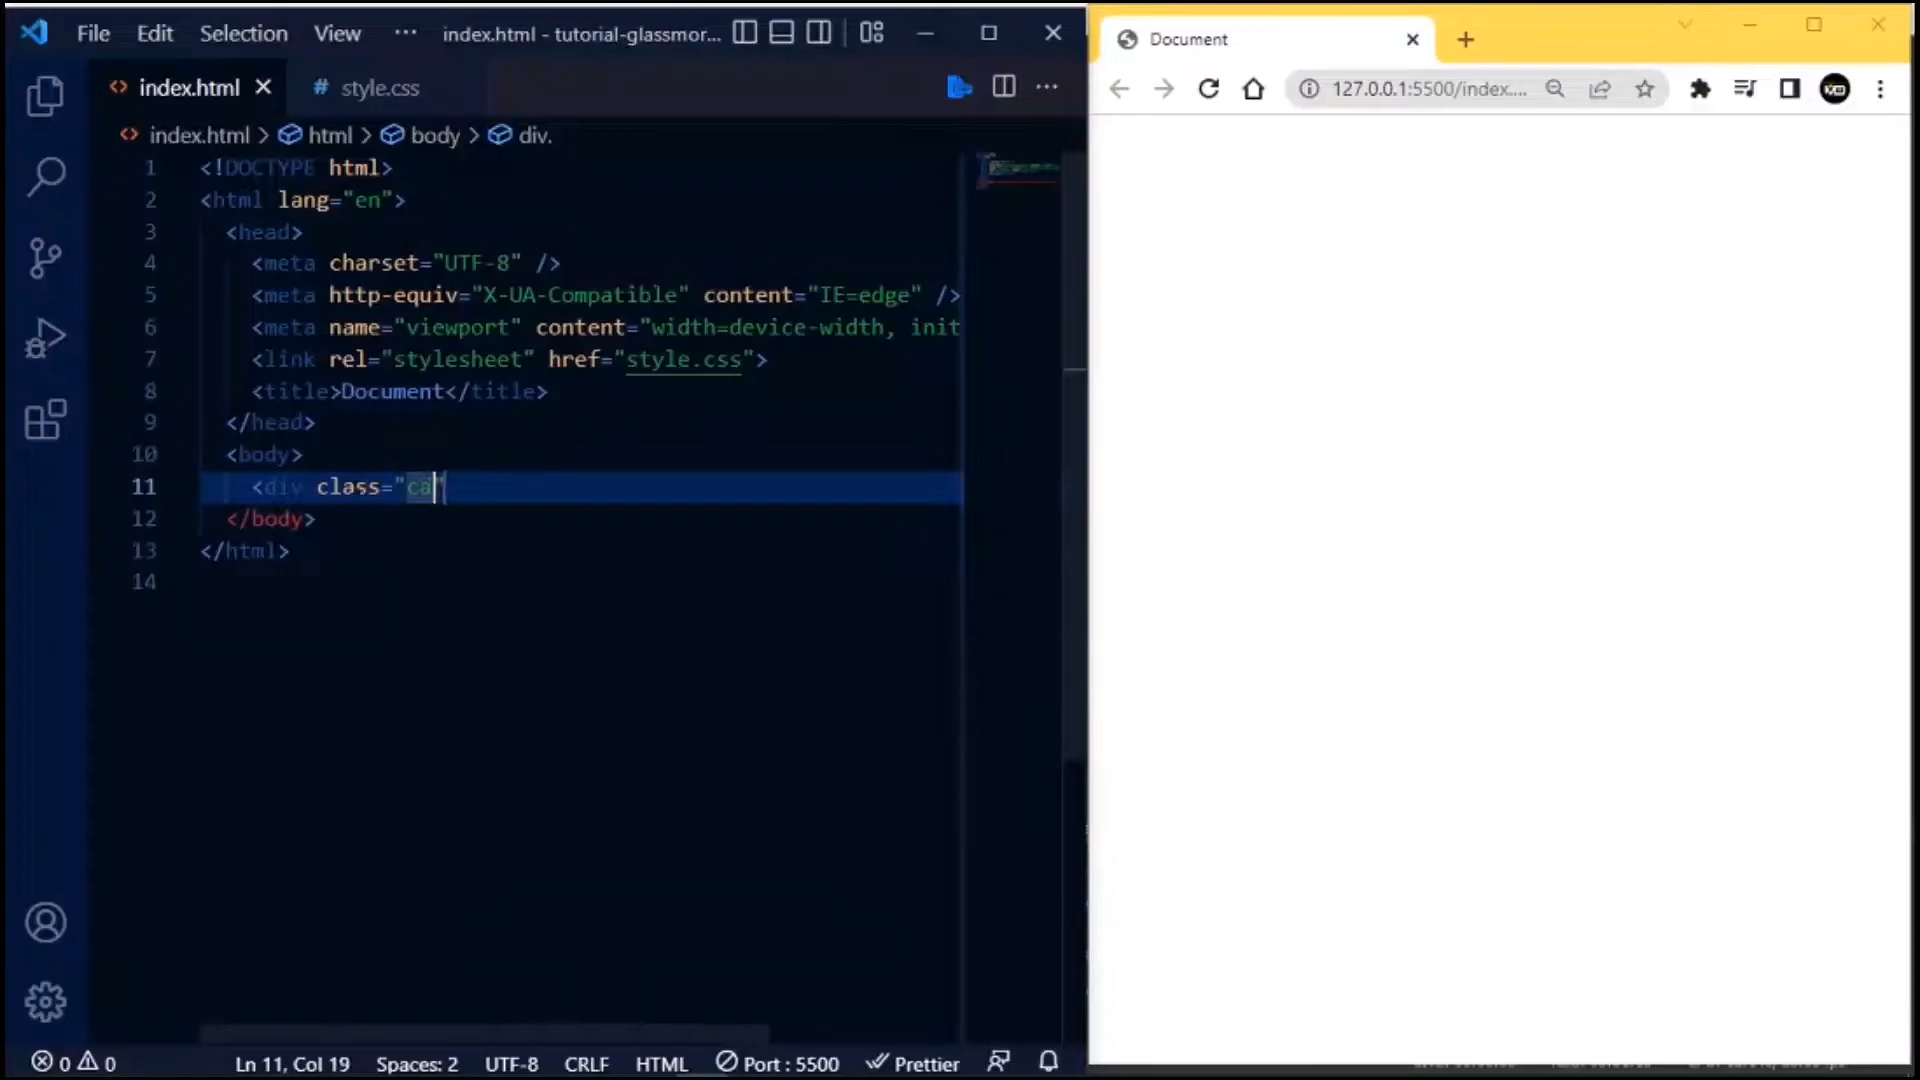 File Edit Selection View ··· index.html - tutorial-glassmor...
index.html style.css
index.html > html > body > div.
1 <!DOCTYPE html>
2 <html lang="en">
3 <head>
4 <meta charset="UTF-8" />
5 <meta http-equiv="X-UA-Compatible" content="IE=edge" />
6 <meta name="viewport" content="width=device-width, init
7 <link rel="stylesheet" href="style.css">
8 <title>Document</title>
9 </head>
10 <body>
11 <div class="ca"
12 </body>
13 </html>
14
0 0 Ln 11, Col 19 Spaces: 2 UTF-8 CRLF HTML Port : 5500 Prettier
Document
127.0.0.1:5500/index....